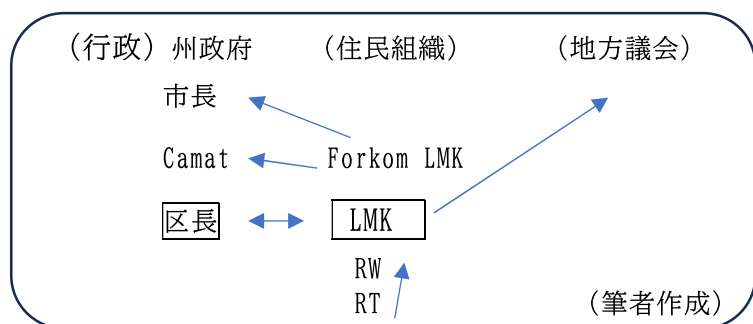 （行政）州政府 （住民組織） （地方議会）
市長
Camat Forkom LMK
区長 LMK
RW
RT （筆者作成）